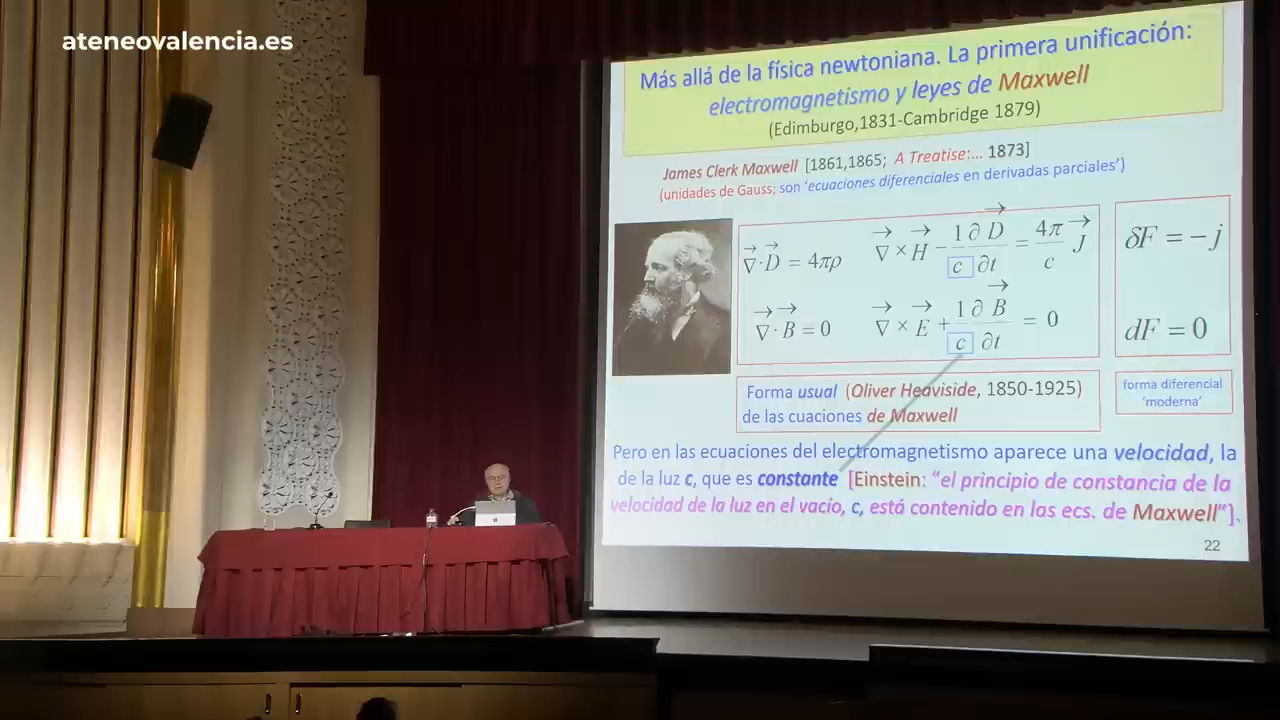 ateneovalencia.es
Más allá de la física newtoniana. La primera unificación:
electromagnetismo y leyes de Maxwell
(Edimburgo,1831-Cambridge 1879)
James Clerk Maxwell [1861,1865; A Treatise:... 1873]
(unidades de Gauss; son ‘ecuaciones diferenciales en derivadas parciales’)
∇⃗·D⃗ = 4πρ
∇⃗ × H⃗ − 1/c ∂D⃗/∂t = 4π/c J⃗
∇⃗·B⃗ = 0
∇⃗ × E⃗ + 1/c ∂B⃗/∂t = 0
δF = −j
dF = 0
Forma usual (Oliver Heaviside, 1850-1925)
de las cuaciones de Maxwell
forma diferencial
‘moderna’
Pero en las ecuaciones del electromagnetismo aparece una velocidad, la
de la luz c, que es constante [Einstein: “el principio de constancia de la
velocidad de la luz en el vacío, c, está contenido en las ecs. de Maxwell”].
22